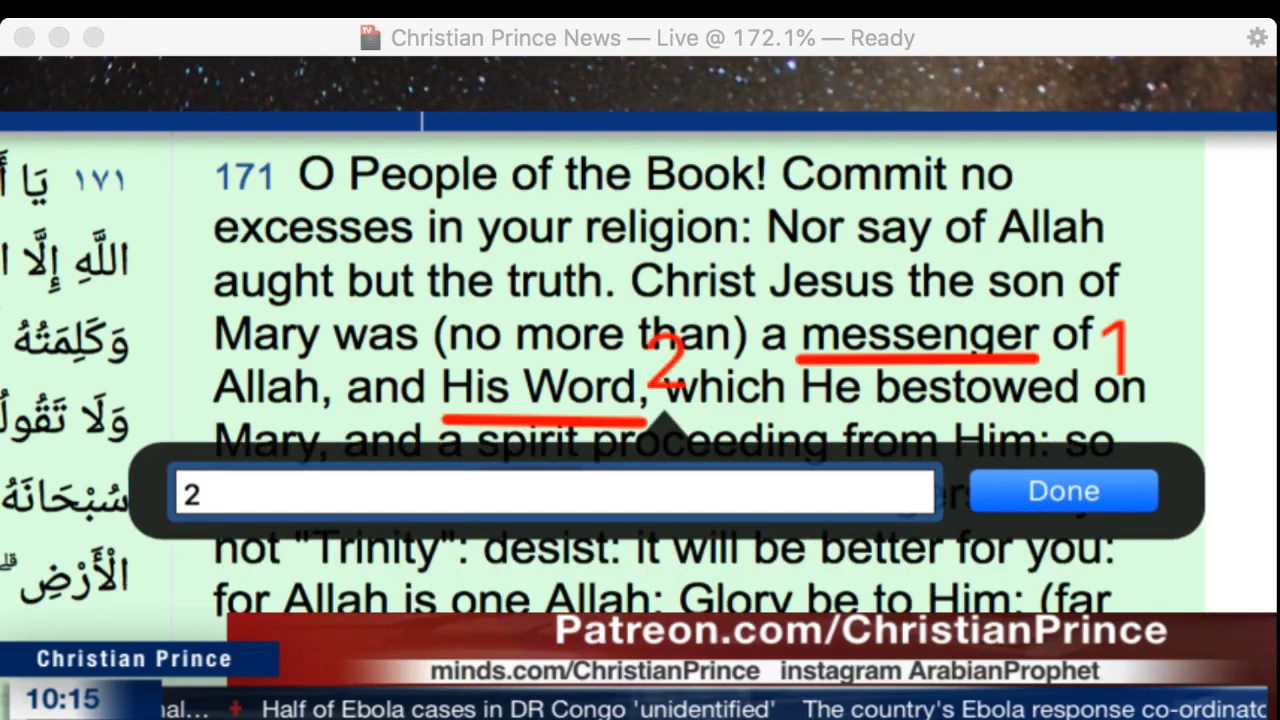 Christian Prince News — Live @ 172.1% — Ready
171 O People of the Book! Commit no
excesses in your religion: Nor say of Allah
aught but the truth. Christ Jesus the son of
Mary was (no more than) a messenger of 1
2
Allah, and His Word, which He bestowed on
Mary, and a spirit proceeding from Him: so
2 Done
not "Trinity": desist: it will be better for you:
for Allah is one Allah: Glory be to Him: (far
١٧١ يَا
اللَّهِ إِلَّا
وَكَلِمَتُهُ
وَلَا تَقُولُ
سُبْحَانَهُ
الْأَرْضِ ۗ
Patreon.com/ChristianPrince
Christian Prince
minds.com/ChristianPrince instagram ArabianProphet
10:15
Half of Ebola cases in DR Congo 'unidentified' The country's Ebola response